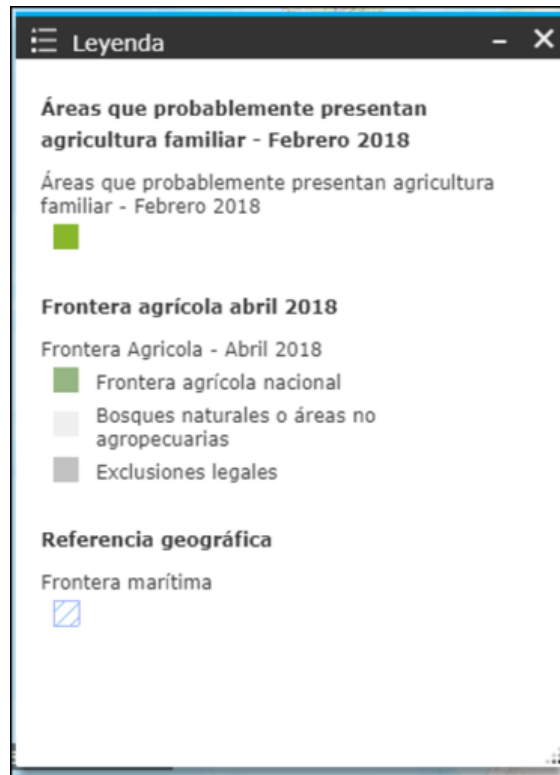 Leyenda
Áreas que probablemente presentan
agricultura familiar - Febrero 2018
Áreas que probablemente presentan agricultura
familiar - Febrero 2018
Frontera agrícola abril 2018
Frontera Agricola - Abril 2018
Frontera agrícola nacional
Bosques naturales o áreas no
agropecuarias
Exclusiones legales
Referencia geográfica
Frontera marítima